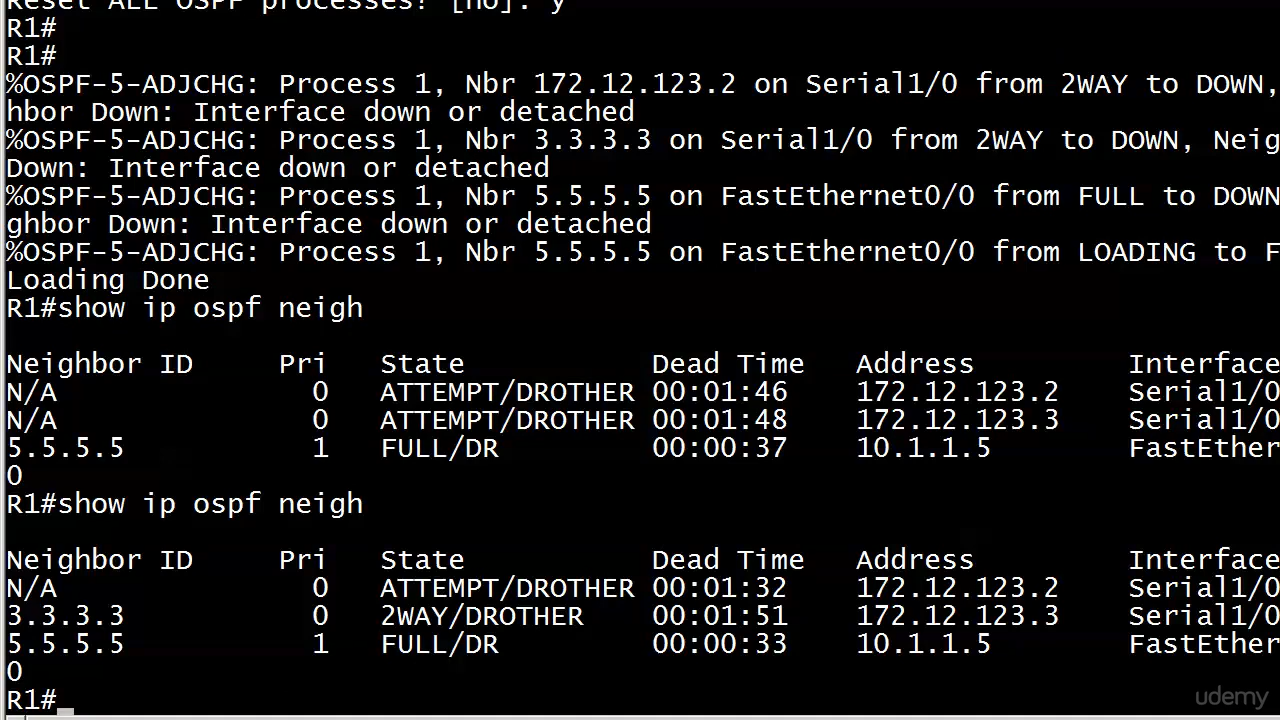 Reset ALL OSPF processes? [no]: y
R1#
R1#
%OSPF-5-ADJCHG: Process 1, Nbr 172.12.123.2 on Serial1/0 from 2WAY to DOWN,
hbor Down: Interface down or detached
%OSPF-5-ADJCHG: Process 1, Nbr 3.3.3.3 on Serial1/0 from 2WAY to DOWN, Neig
Down: Interface down or detached
%OSPF-5-ADJCHG: Process 1, Nbr 5.5.5.5 on FastEthernet0/0 from FULL to DOWN
ghbor Down: Interface down or detached
%OSPF-5-ADJCHG: Process 1, Nbr 5.5.5.5 on FastEthernet0/0 from LOADING to F
Loading Done
R1#show ip ospf neigh
Neighbor ID     Pri   State           Dead Time   Address         Interface
N/A               0   ATTEMPT/DROTHER 00:01:46    172.12.123.2    Serial1/0
N/A               0   ATTEMPT/DROTHER 00:01:48    172.12.123.3    Serial1/0
5.5.5.5           1   FULL/DR         00:00:37    10.1.1.5        FastEther
0
R1#show ip ospf neigh
Neighbor ID     Pri   State           Dead Time   Address         Interface
N/A               0   ATTEMPT/DROTHER 00:01:32    172.12.123.2    Serial1/0
3.3.3.3           0   2WAY/DROTHER    00:01:51    172.12.123.3    Serial1/0
5.5.5.5           1   FULL/DR         00:00:33    10.1.1.5        FastEther
0
R1#
udemy